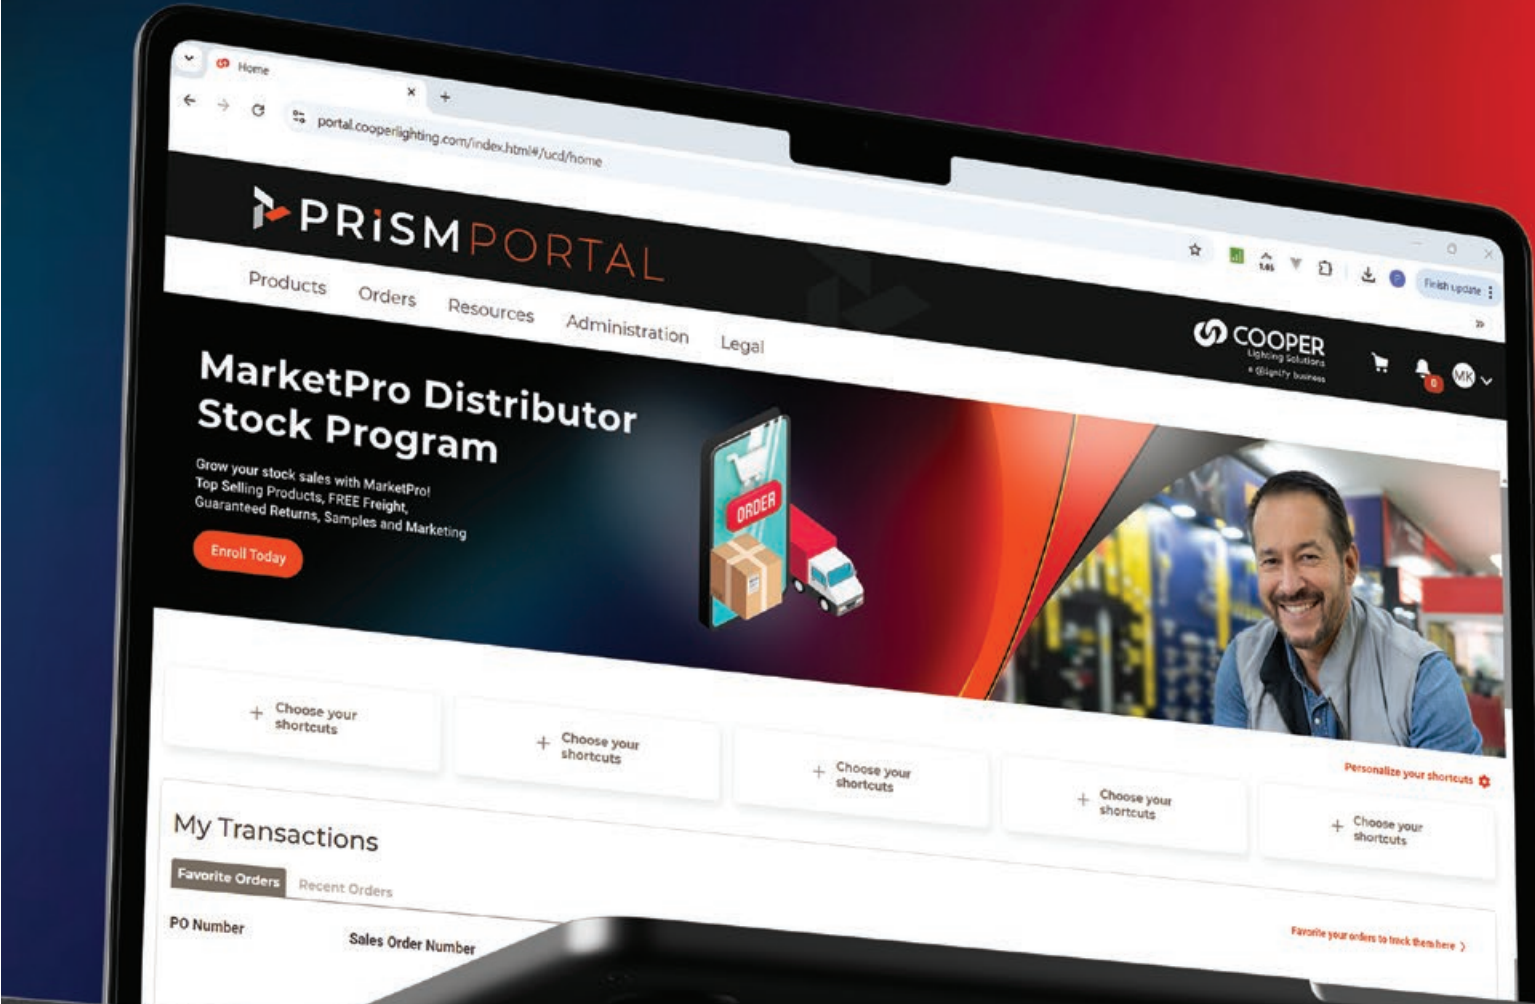 Home
portal.cooperlighting.com/index.html#/ucd/home
Finish update
PRiSMPORTAL
Products Orders Resources Administration Legal
COOPER
Lighting Solutions
a Signify business
0
MK
MarketPro Distributor
Stock Program
Grow your stock sales with MarketPro!
Top Selling Products, FREE Freight,
Guaranteed Returns, Samples and Marketing
Enroll Today
ORDER
Personalize your shortcuts
Choose your
shortcuts
Choose your
shortcuts
Choose your
shortcuts
Choose your
shortcuts
Choose your
shortcuts
My Transactions
Favorite Orders Recent Orders
Favorite your orders to track them here
PO Number Sales Order Number